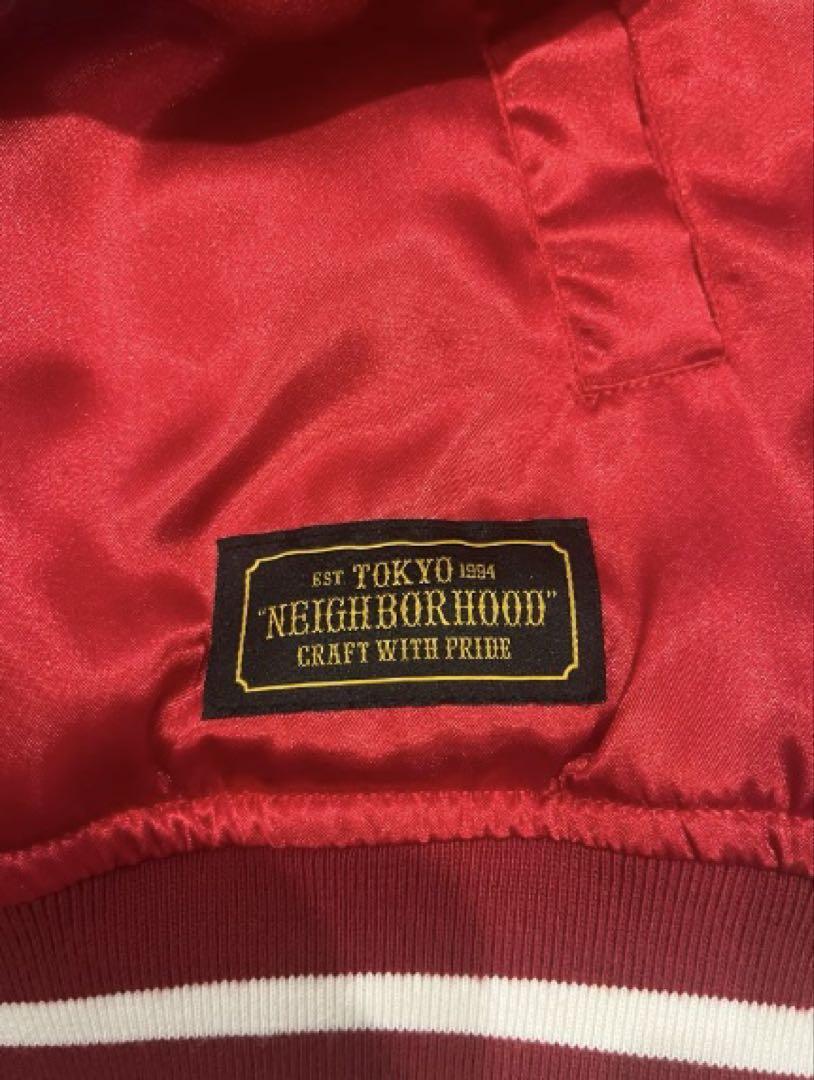 EST. TOKYO 1994
"NEIGHBORHOOD"
CRAFT WITH PRIDE